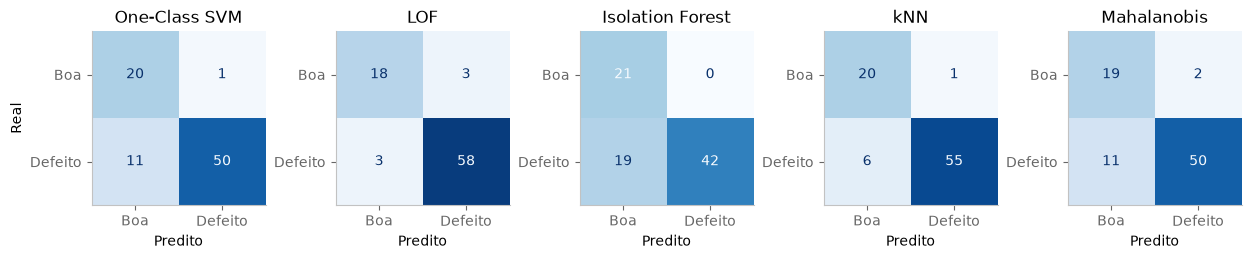 One-Class SVM
Real
Boa
20
1
Defeito
11
50
Boa
Defeito
Predito
LOF
Boa
18
3
Defeito
3
58
Boa
Defeito
Predito
Isolation Forest
Boa
21
0
Defeito
19
42
Boa
Defeito
Predito
kNN
Boa
20
1
Defeito
6
55
Boa
Defeito
Predito
Mahalanobis
Boa
19
2
Defeito
11
50
Boa
Defeito
Predito